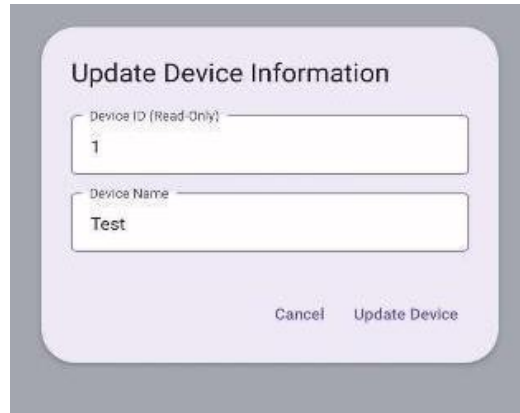 Update Device Information
Device ID (Read-Only)
1
Device Name
Test
Cancel Update Device